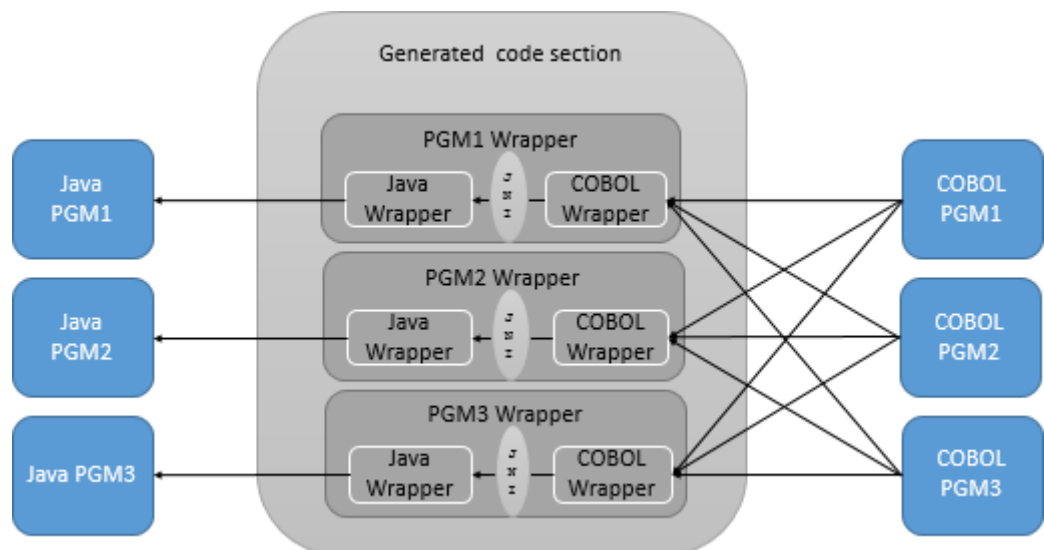 Generated code section
PGM1 Wrapper
Java
PGM1
Java
Wrapper
J
N
I
COBOL
Wrapper
COBOL
PGM1
PGM2 Wrapper
Java
PGM2
Java
Wrapper
J
N
I
COBOL
Wrapper
COBOL
PGM2
PGM3 Wrapper
Java PGM3
Java
Wrapper
J
N
I
COBOL
Wrapper
COBOL
PGM3